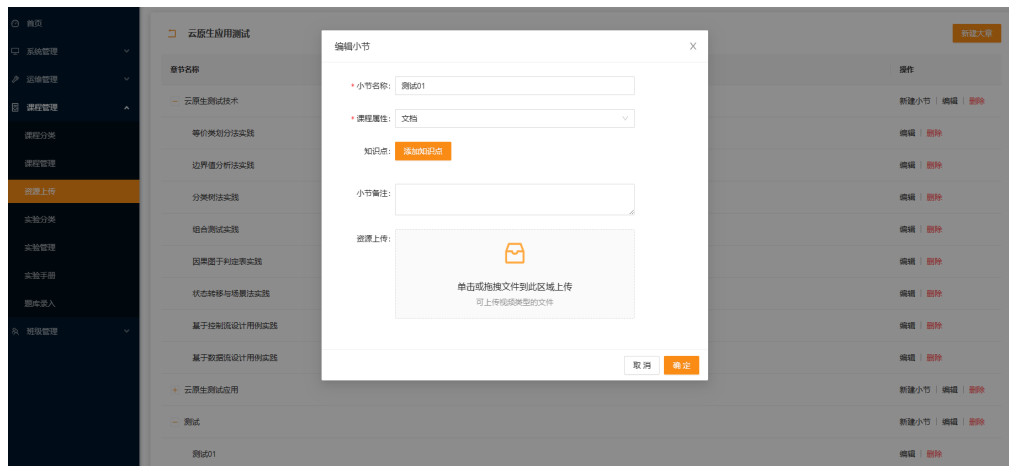 首页
系统管理
运维管理
课程管理
课程分类
课程管理
资源上传
实验分类
实验管理
实验手册
题库录入
班级管理
云原生应用测试
新建大章
章节名称
操作
云原生测试技术
新建小节 编辑 删除
等价类划分法实践
编辑 删除
边界值分析法实践
编辑 删除
分类树法实践
编辑 删除
组合测试实践
编辑 删除
因果图于判定表实践
编辑 删除
状态转移与场景法实践
编辑 删除
基于控制流设计用例实践
编辑 删除
基于数据流设计用例实践
编辑 删除
云原生测试应用
新建小节 编辑 删除
测试
新建小节 编辑 删除
测试01
编辑 删除
编辑小节
X
* 小节名称: 测试01
* 课程属性: 文档
知识点: 添加知识点
小节备注:
资源上传:
单击或拖拽文件到此区域上传
可上传视频类型的文件
取消 确定